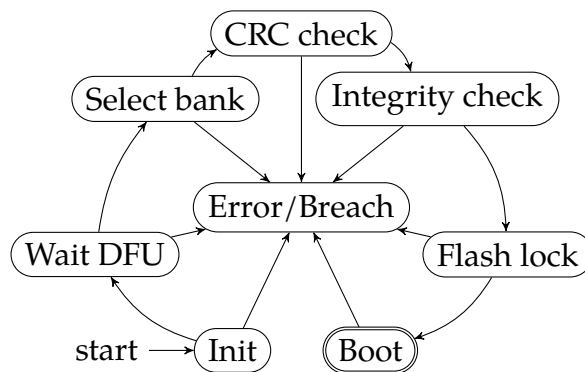 CRC check
Select bank
Integrity check
Error/Breach
Wait DFU
Flash lock
start
Init
Boot